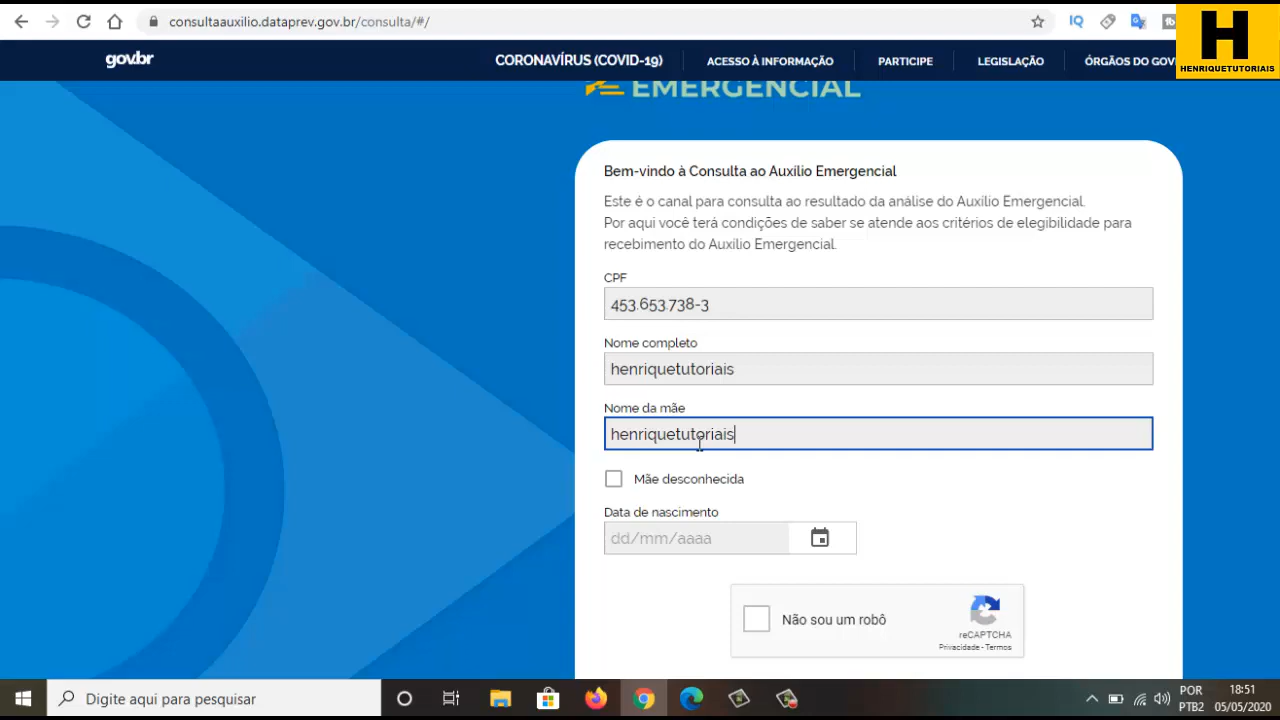 consultaauxilio.dataprev.gov.br/consulta/#/
IQ
H
HENRIQUETUTORIAIS
gov.br
CORONAVÍRUS (COVID-19)
ACESSO À INFORMAÇÃO
PARTICIPE
LEGISLAÇÃO
ÓRGÃOS DO GOV
EMERGENCIAL
Bem-vindo à Consulta ao Auxílio Emergencial
Este é o canal para consulta ao resultado da análise do Auxílio Emergencial.
Por aqui você terá condições de saber se atende aos critérios de elegibilidade para
recebimento do Auxílio Emergencial.
CPF
453.653.738-3
Nome completo
henriquetutoriais
Nome da mãe
henriquetutoriais
Mãe desconhecida
Data de nascimento
dd/mm/aaaa
Não sou um robô
reCAPTCHA
Privacidade - Termos
Digite aqui para pesquisar
POR
PTB2
18:51
05/05/2020